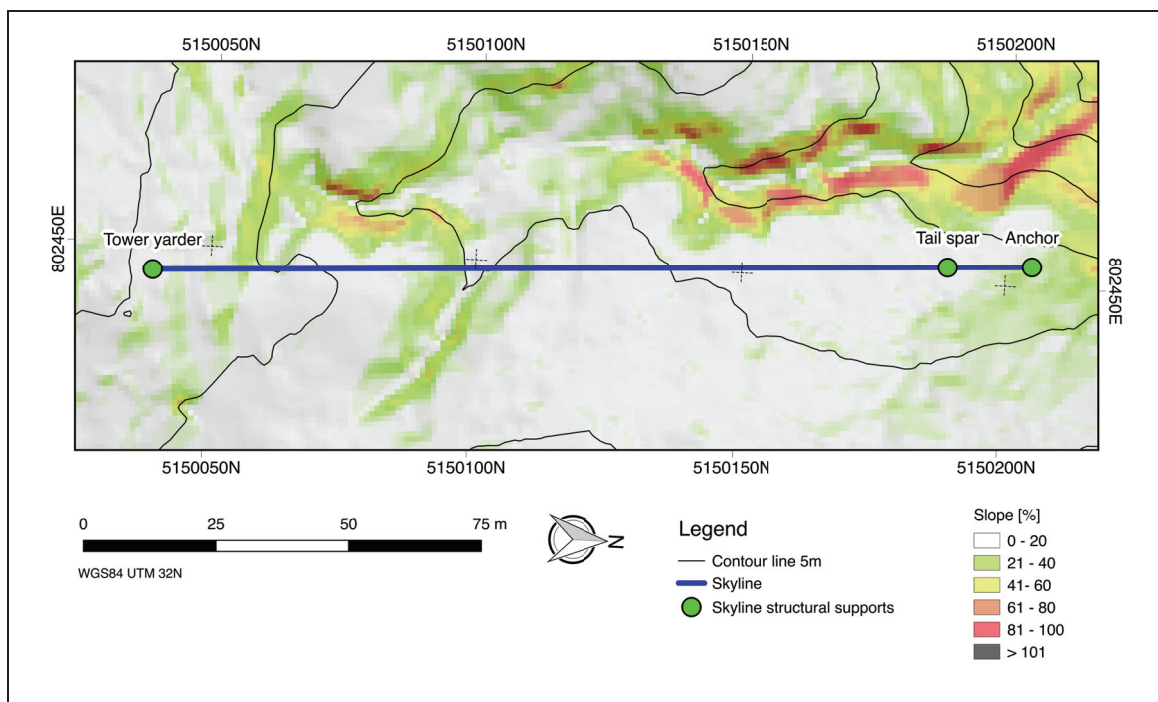 5150050N 5150100N 5150150N 5150200N
802450E
Tower yarder
Tail spar
Anchor
802450E
5150050N 5150100N 5150150N 5150200N
0 25 50 75 m
WGS84 UTM 32N
N
Legend
Contour line 5m
Skyline
Skyline structural supports
Slope [%]
0 - 20
21 - 40
41- 60
61 - 80
81 - 100
> 101